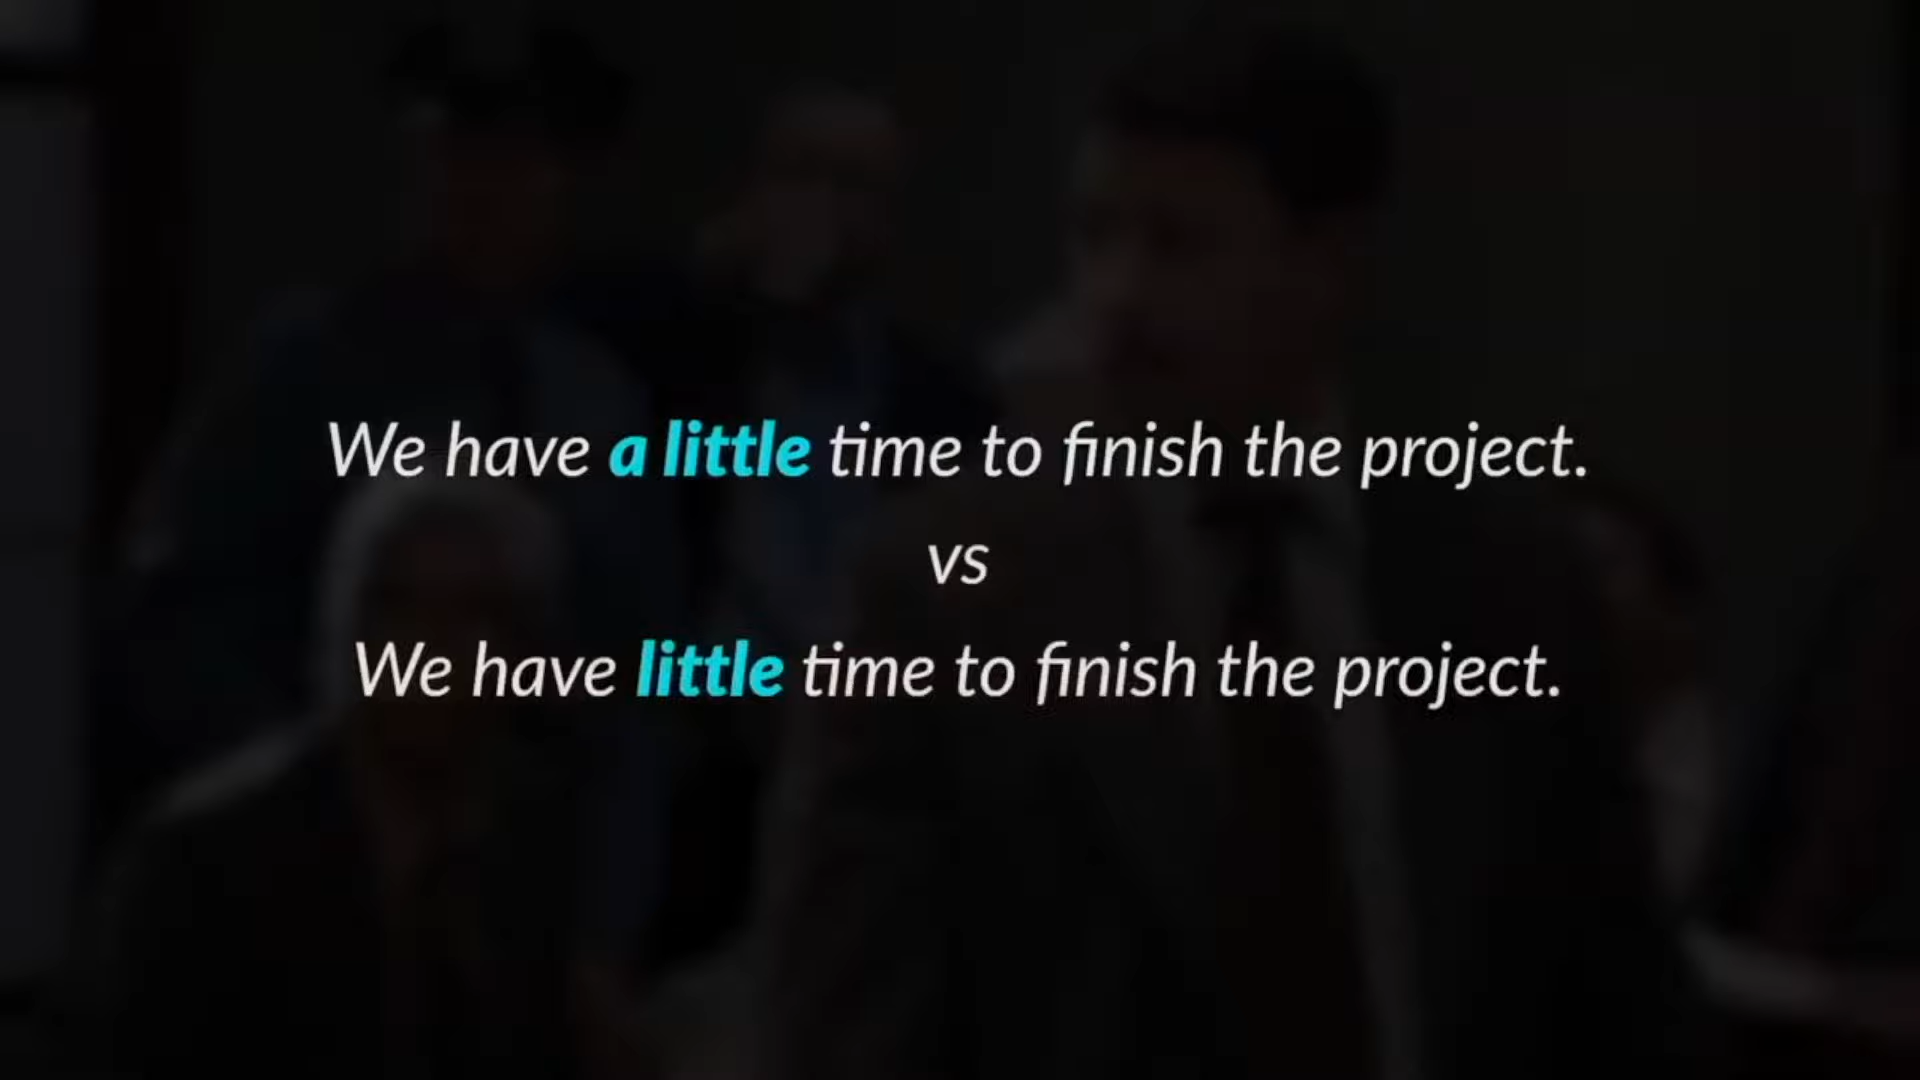 We have a little time to finish the project.
vs
We have little time to finish the project.